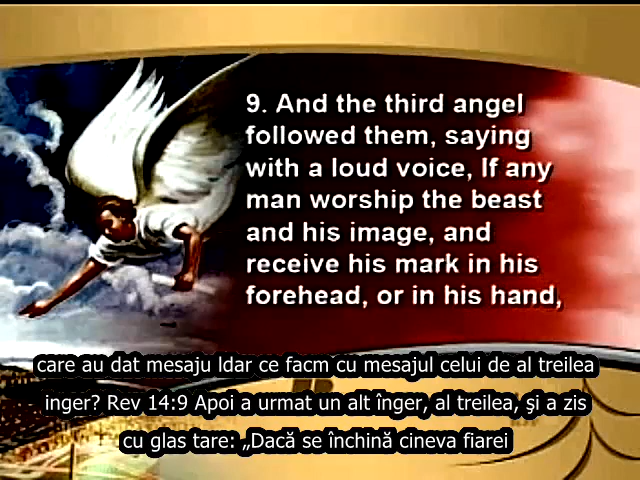 9. And the third angel
followed them, saying
with a loud voice, If any
man worship the beast
and his image, and
receive his mark in his
forehead, or in his hand,
care au dat mesaju ldar ce facm cu mesajul celui de al treilea
inger? Rev 14:9 Apoi a urmat un alt înger, al treilea, şi a zis
cu glas tare: „Dacă se închină cineva fiarei